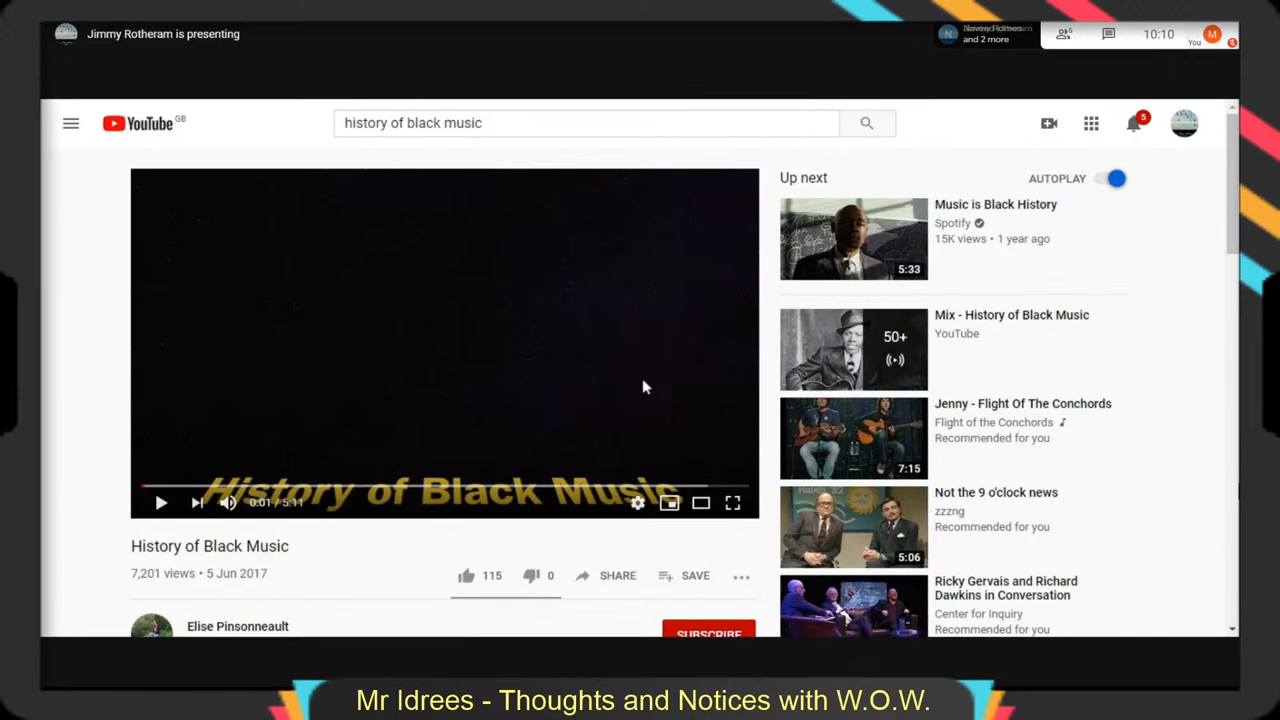 Jimmy Rotheram is presenting
N
and 2 more
5
10:10
You
M
YouTube GB
history of black music
5
Up next
AUTOPLAY
Music is Black History
Spotify
15K views • 1 year ago
5:33
Mix - History of Black Music
YouTube
50+
Jenny - Flight Of The Conchords
Flight of the Conchords
Recommended for you
7:15
History of Black Music
0:01 / 5:11
Not the 9 o'clock news
zzzng
Recommended for you
5:06
History of Black Music
7,201 views • 5 Jun 2017
115
0
SHARE
SAVE
Ricky Gervais and Richard
Dawkins in Conversation
Center for Inquiry
Recommended for you
Elise Pinsonneault
SUBSCRIBE
Mr Idrees - Thoughts and Notices with W.O.W.